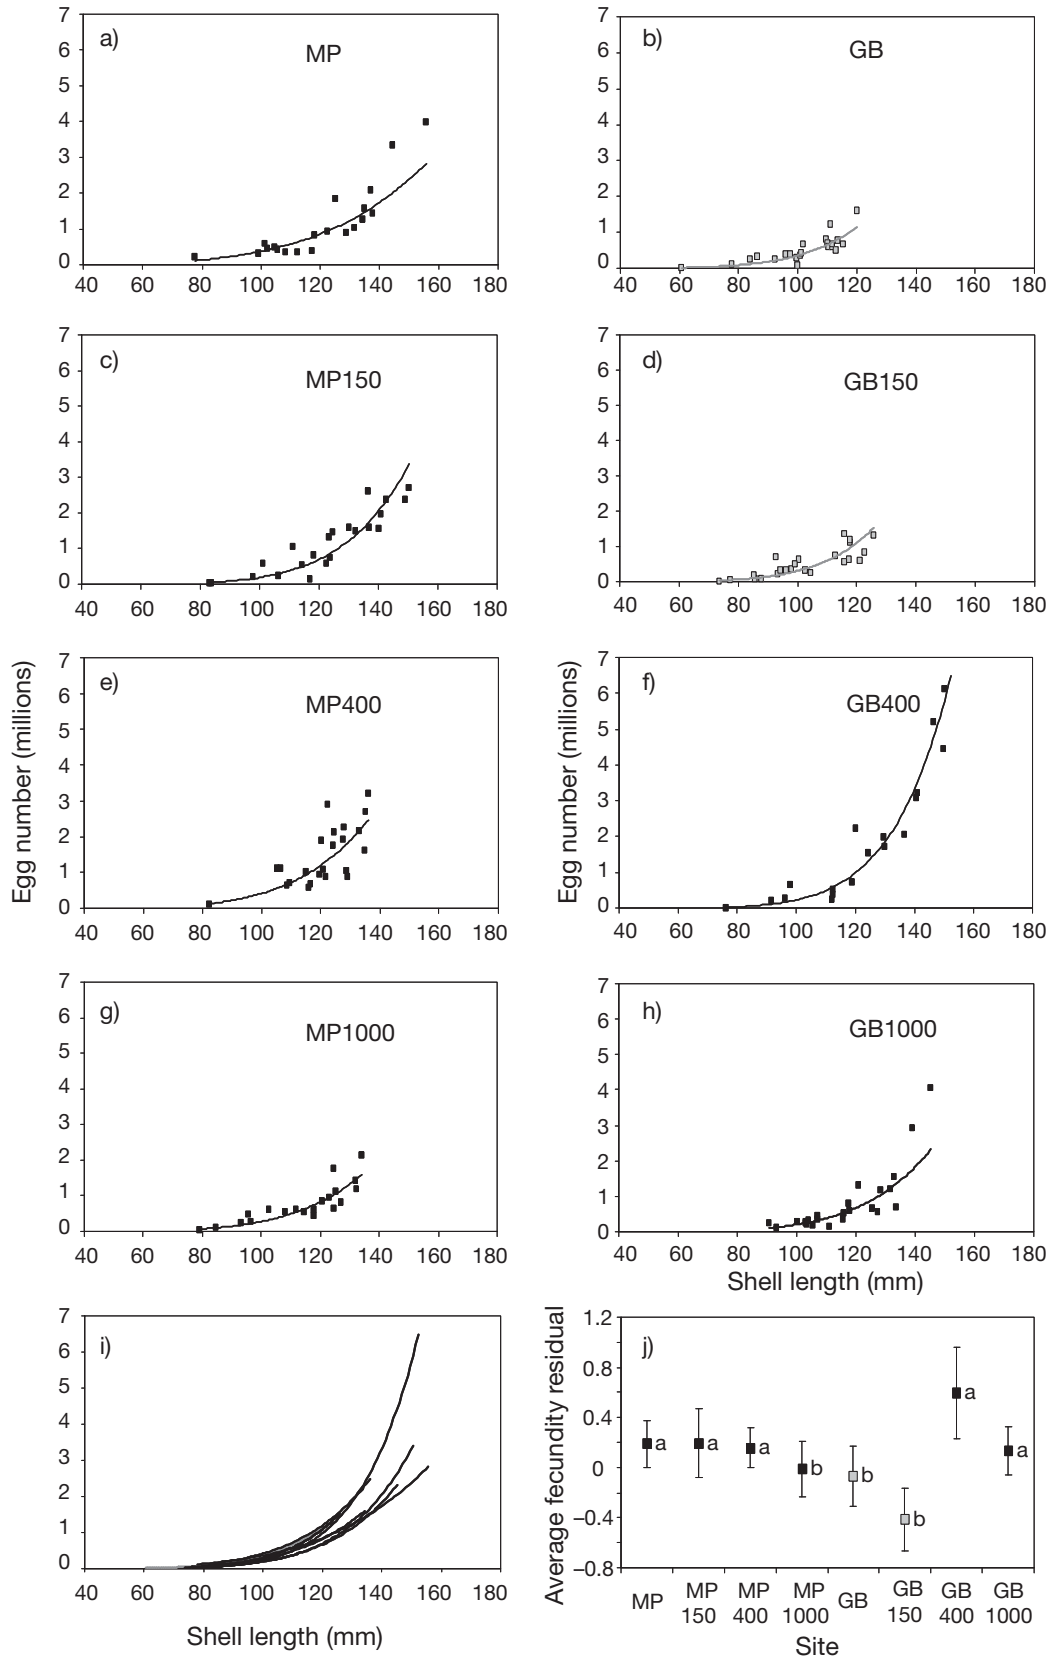 a) MP
7
6
5
4
3
2
1
0
40 60 80 100 120 140 160 180
b) GB
7
6
5
4
3
2
1
0
40 60 80 100 120 140 160 180
c) MP150
7
6
5
4
3
2
1
0
40 60 80 100 120 140 160 180
d) GB150
7
6
5
4
3
2
1
0
40 60 80 100 120 140 160 180
Egg number (millions)
e) MP400
7
6
5
4
3
2
1
0
40 60 80 100 120 140 160 180
Egg number (millions)
f) GB400
7
6
5
4
3
2
1
0
40 60 80 100 120 140 160 180
g) MP1000
7
6
5
4
3
2
1
0
40 60 80 100 120 140 160 180
h) GB1000
7
6
5
4
3
2
1
0
40 60 80 100 120 140 160 180
Shell length (mm)
i)
7
6
5
4
3
2
1
0
40 60 80 100 120 140 160 180
Shell length (mm)
Average fecundity residual
j)
1.2
0.8
0.4
0
−0.4
−0.8
a a a b b b a a
MP MP MP MP GB GB GB GB
150 400 1000 150 400 1000
Site